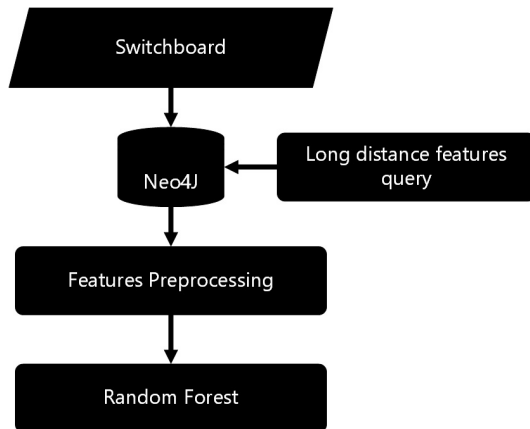 Switchboard
Neo4J
Long distance features
query
Features Preprocessing
Random Forest